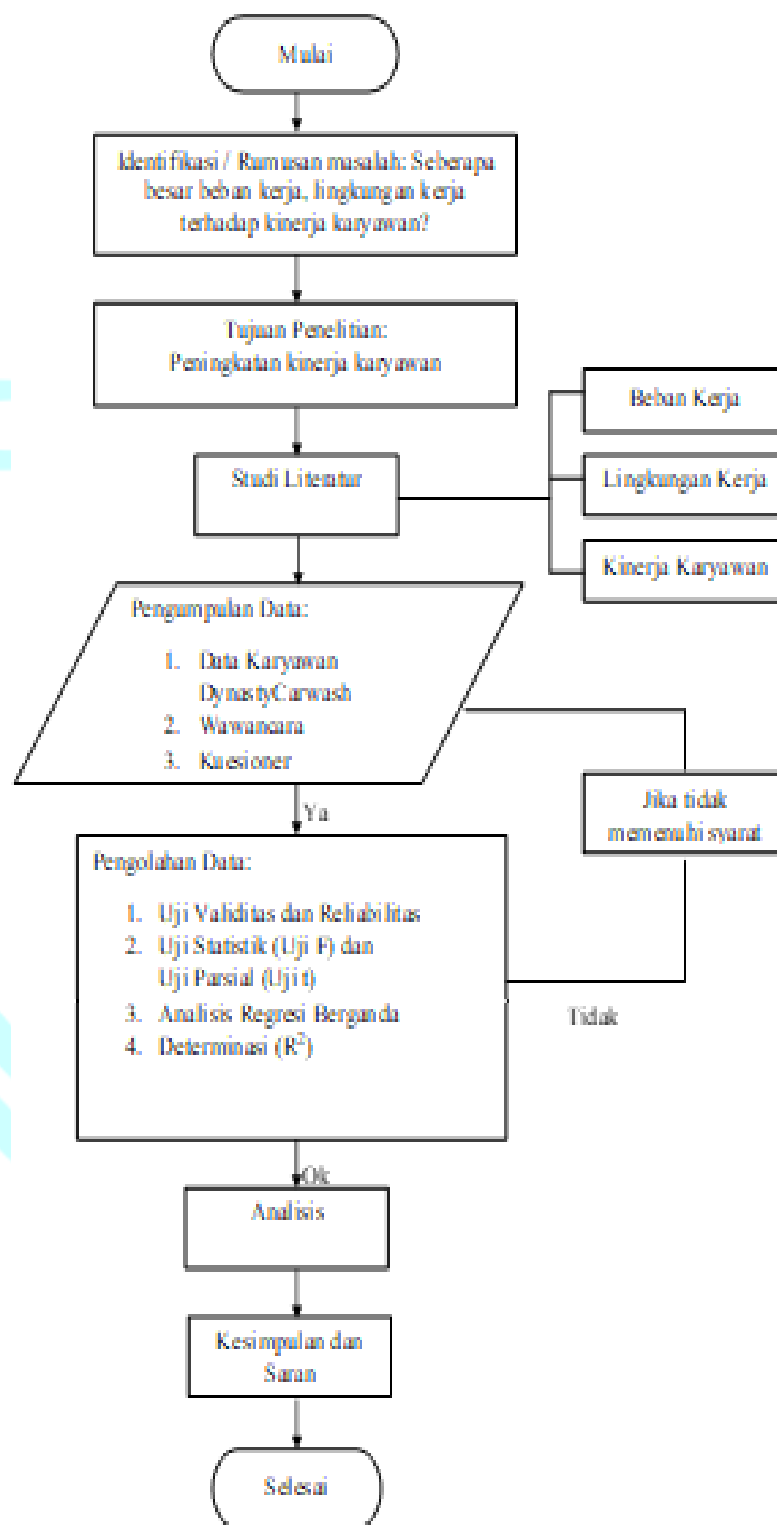 Mulai
Identifikasi / Rumusan masalah: Seberapa
besar beban kerja, lingkungan kerja
terhadap kinerja karyawan?
Tujuan Penelitian:
Peningkatan kinerja karyawan
Studi Literatur
Beban Kerja
Lingkungan Kerja
Kinerja Karyawan
Pengumpulan Data:
1. Data Karyawan
DynastyCarwash
2. Wawancara
3. Kuesioner
Jika tidak
memenuhi syarat
Ya
Pengolahan Data:
1. Uji Validitas dan Reliabilitas
2. Uji Statistik (Uji F) dan
Uji Parsial (Uji t)
3. Analisis Regresi Berganda
4. Determinasi (R²)
Tidak
Ok
Analisis
Kesimpulan dan
Saran
Selesai